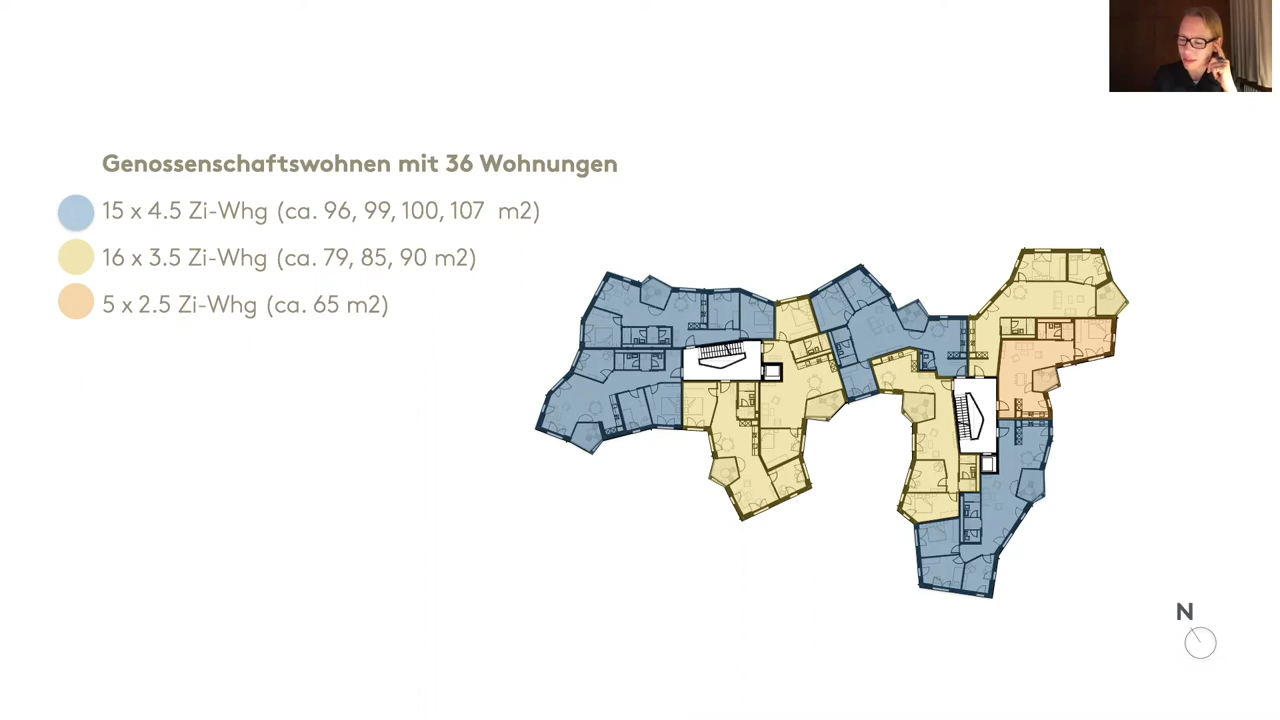 Genossenschaftswohnen mit 36 Wohnungen
15 x 4.5 Zi-Whg (ca. 96, 99, 100, 107 m2)
16 x 3.5 Zi-Whg (ca. 79, 85, 90 m2)
5 x 2.5 Zi-Whg (ca. 65 m2)
N